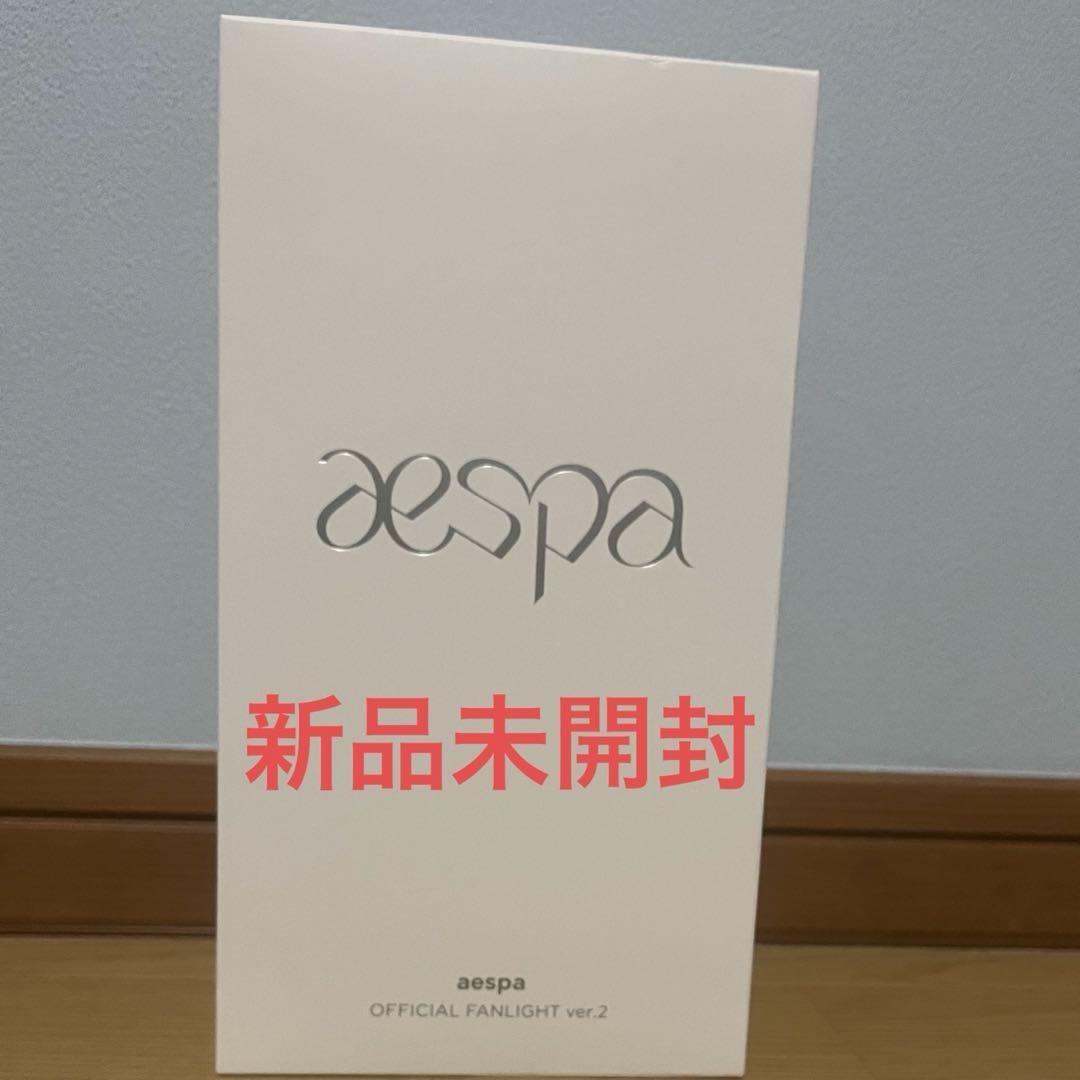 aespa
新品未開封
aespa
OFFICIAL FANLIGHT ver.2